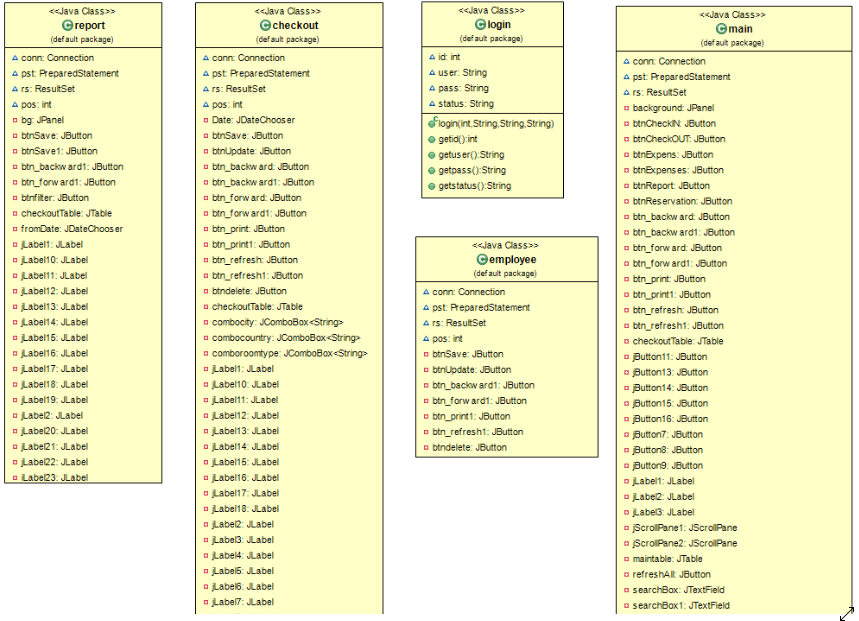 <<Java Class>>
report
(default package)
conn: Connection
pst: PreparedStatement
rs: ResultSet
pos: int
bg: JPanel
btnSave: JButton
btnSave1: JButton
btn_backward1: JButton
btn_forward1: JButton
btnfilter: JButton
checkoutTable: JTable
fromDate: JDateChooser
jLabel1: JLabel
jLabel10: JLabel
jLabel11: JLabel
jLabel12: JLabel
jLabel13: JLabel
jLabel14: JLabel
jLabel15: JLabel
jLabel16: JLabel
jLabel17: JLabel
jLabel18: JLabel
jLabel19: JLabel
jLabel2: JLabel
jLabel20: JLabel
jLabel21: JLabel
jLabel22: JLabel
jLabel23: JLabel
<<Java Class>>
checkout
(default package)
conn: Connection
pst: PreparedStatement
rs: ResultSet
pos: int
Date: JDateChooser
btnSave: JButton
btnUpdate: JButton
btn_backward: JButton
btn_backward1: JButton
btn_forward: JButton
btn_forward1: JButton
btn_print: JButton
btn_print1: JButton
btn_refresh: JButton
btn_refresh1: JButton
btndelete: JButton
checkoutTable: JTable
combocity: JComboBox<String>
combocountry: JComboBox<String>
comboroomtype: JComboBox<String>
jLabel1: JLabel
jLabel10: JLabel
jLabel11: JLabel
jLabel12: JLabel
jLabel13: JLabel
jLabel14: JLabel
jLabel15: JLabel
jLabel16: JLabel
jLabel17: JLabel
jLabel18: JLabel
jLabel2: JLabel
jLabel3: JLabel
jLabel4: JLabel
jLabel5: JLabel
jLabel6: JLabel
jLabel7: JLabel
<<Java Class>>
login
(default package)
id: int
user: String
pass: String
status: String
login(int,String,String,String)
getid():int
getuser():String
getpass():String
getstatus():String
<<Java Class>>
employee
(default package)
conn: Connection
pst: PreparedStatement
rs: ResultSet
pos: int
btnSave: JButton
btnUpdate: JButton
btn_backward1: JButton
btn_forward1: JButton
btn_print1: JButton
btn_refresh1: JButton
btndelete: JButton
<<Java Class>>
main
(default package)
conn: Connection
pst: PreparedStatement
rs: ResultSet
background: JPanel
btnCheckIN: JButton
btnCheckOUT: JButton
btnExpens: JButton
btnExpenses: JButton
btnReport: JButton
btnReservation: JButton
btn_backward: JButton
btn_backward1: JButton
btn_forward: JButton
btn_forward1: JButton
btn_print: JButton
btn_print1: JButton
btn_refresh: JButton
btn_refresh1: JButton
checkoutTable: JTable
jButton11: JButton
jButton13: JButton
jButton14: JButton
jButton15: JButton
jButton16: JButton
jButton7: JButton
jButton8: JButton
jButton9: JButton
jLabel1: JLabel
jLabel2: JLabel
jLabel3: JLabel
jScrollPane1: JScrollPane
jScrollPane2: JScrollPane
maintable: JTable
refreshAll: JButton
searchBox: JTextField
searchBox1: JTextField